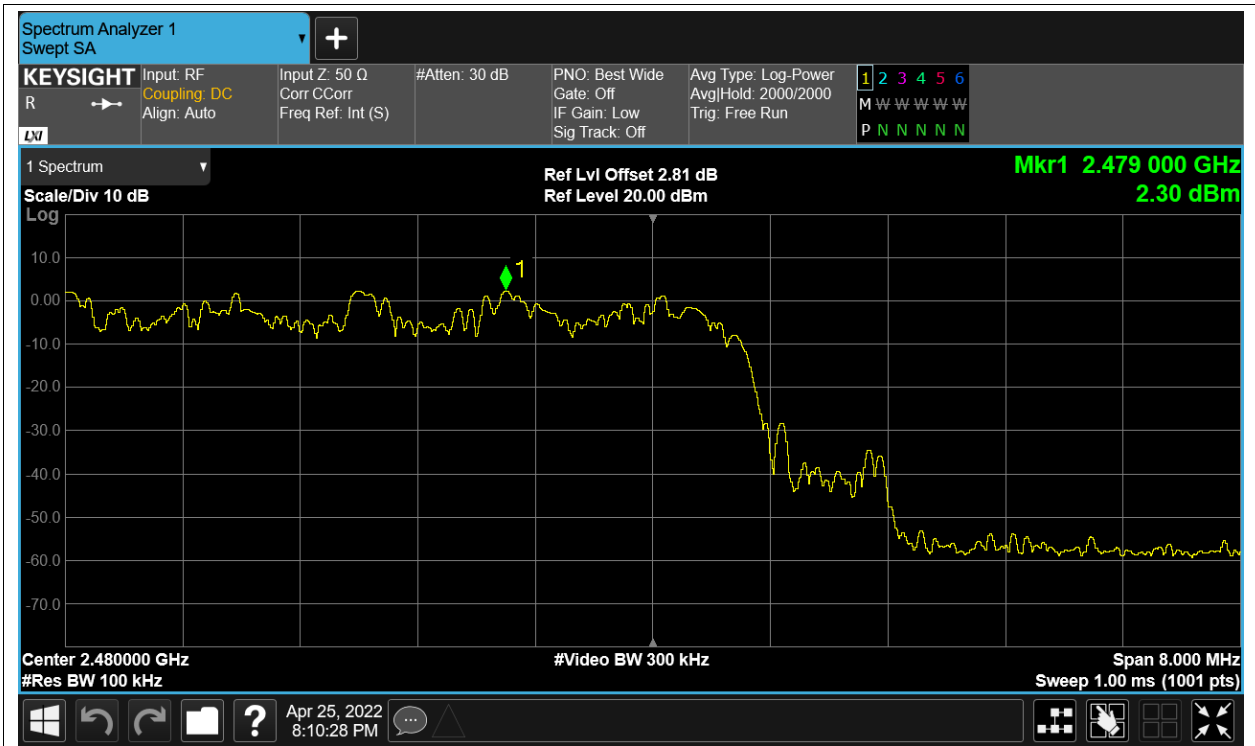 Spectrum Analyzer 1
Swept SA
+
KEYSIGHT
R
LXI
Input: RF
Coupling: DC
Align: Auto
Input Z: 50 Ω
Corr CCorr
Freq Ref: Int (S)
#Atten: 30 dB
PNO: Best Wide
Gate: Off
IF Gain: Low
Sig Track: Off
Avg Type: Log-Power
Avg|Hold: 2000/2000
Trig: Free Run
1 2 3 4 5 6
M W W W W W
P N N N N N
1 Spectrum
Scale/Div 10 dB
Log
Ref Lvl Offset 2.81 dB
Ref Level 20.00 dBm
Mkr1 2.479 000 GHz
2.30 dBm
10.0
0.00
-10.0
-20.0
-30.0
-40.0
-50.0
-60.0
-70.0
1
Center 2.480000 GHz
#Res BW 100 kHz
#Video BW 300 kHz
Span 8.000 MHz
Sweep 1.00 ms (1001 pts)
?
Apr 25, 2022
8:10:28 PM